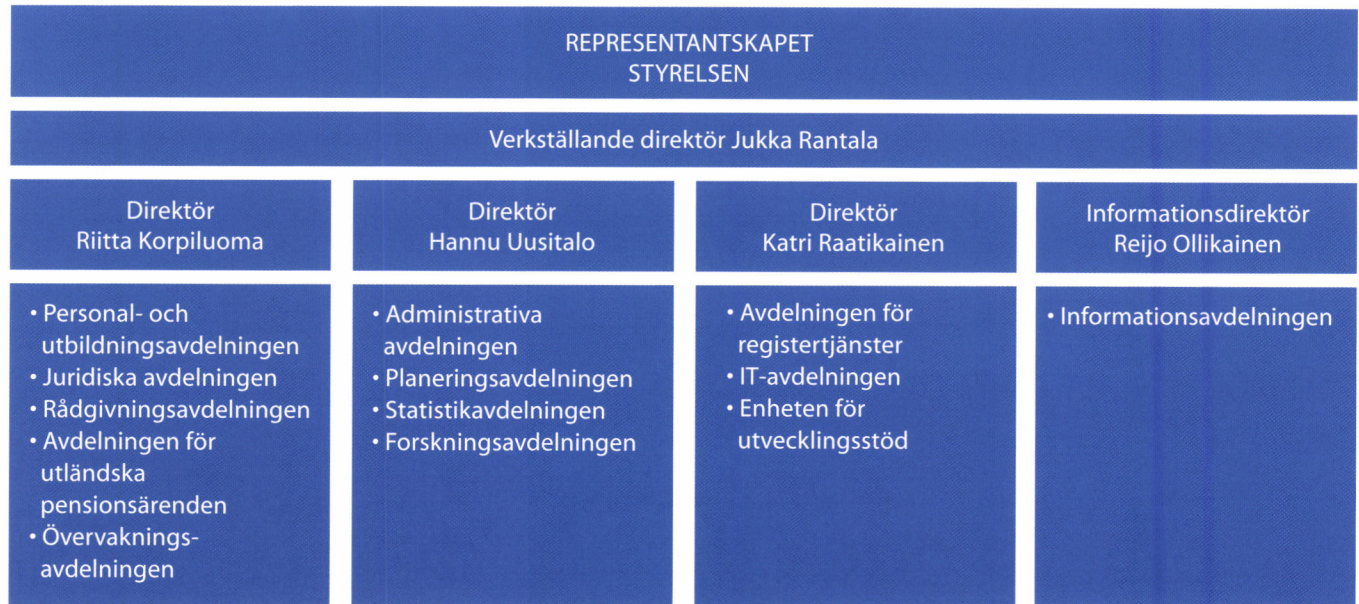 REPRESENTANTSKAPET
STYRELSEN
Verkställande direktör Jukka Rantala
Direktör
Riitta Korpiluoma
Direktör
Hannu Uusitalo
Direktör
Katri Raatikainen
Informationsdirektör
Reijo Ollikainen
• Personal- och
utbildningsavdelningen
• Juridiska avdelningen
• Rådgivningsavdelningen
• Avdelningen för
utländska
pensionsärenden
• Övervaknings-
avdelningen
• Administrativa
avdelningen
• Planeringsavdelningen
• Statistikavdelningen
• Forskningsavdelningen
• Avdelningen för
registertjänster
• IT-avdelningen
• Enheten för
utvecklingsstöd
• Informationsavdelningen